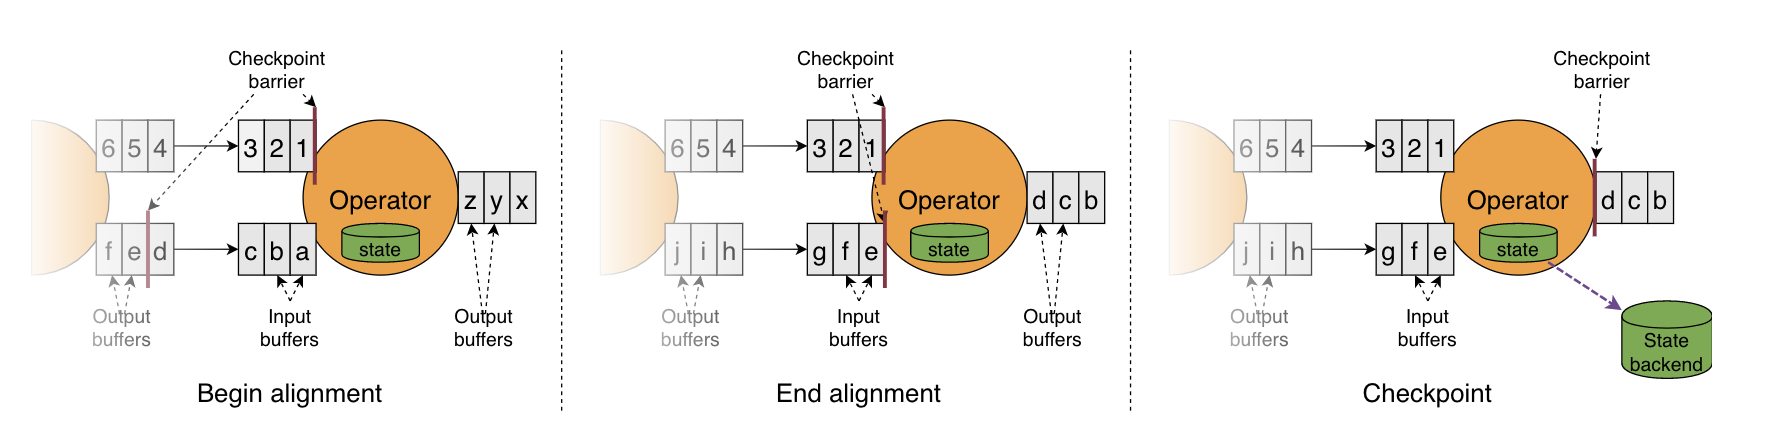 Checkpoint
barrier
6 5 4
3 2 1
Operator
z y x
state
f e d
c b a
Output
buffers
Input
buffers
Output
buffers
Begin alignment
Checkpoint
barrier
6 5 4
3 2 1
Operator
d c b
state
j i h
g f e
Output
buffers
Input
buffers
Output
buffers
End alignment
Checkpoint
barrier
6 5 4
3 2 1
Operator
d c b
state
j i h
g f e
Output
buffers
Input
buffers
State
backend
Checkpoint